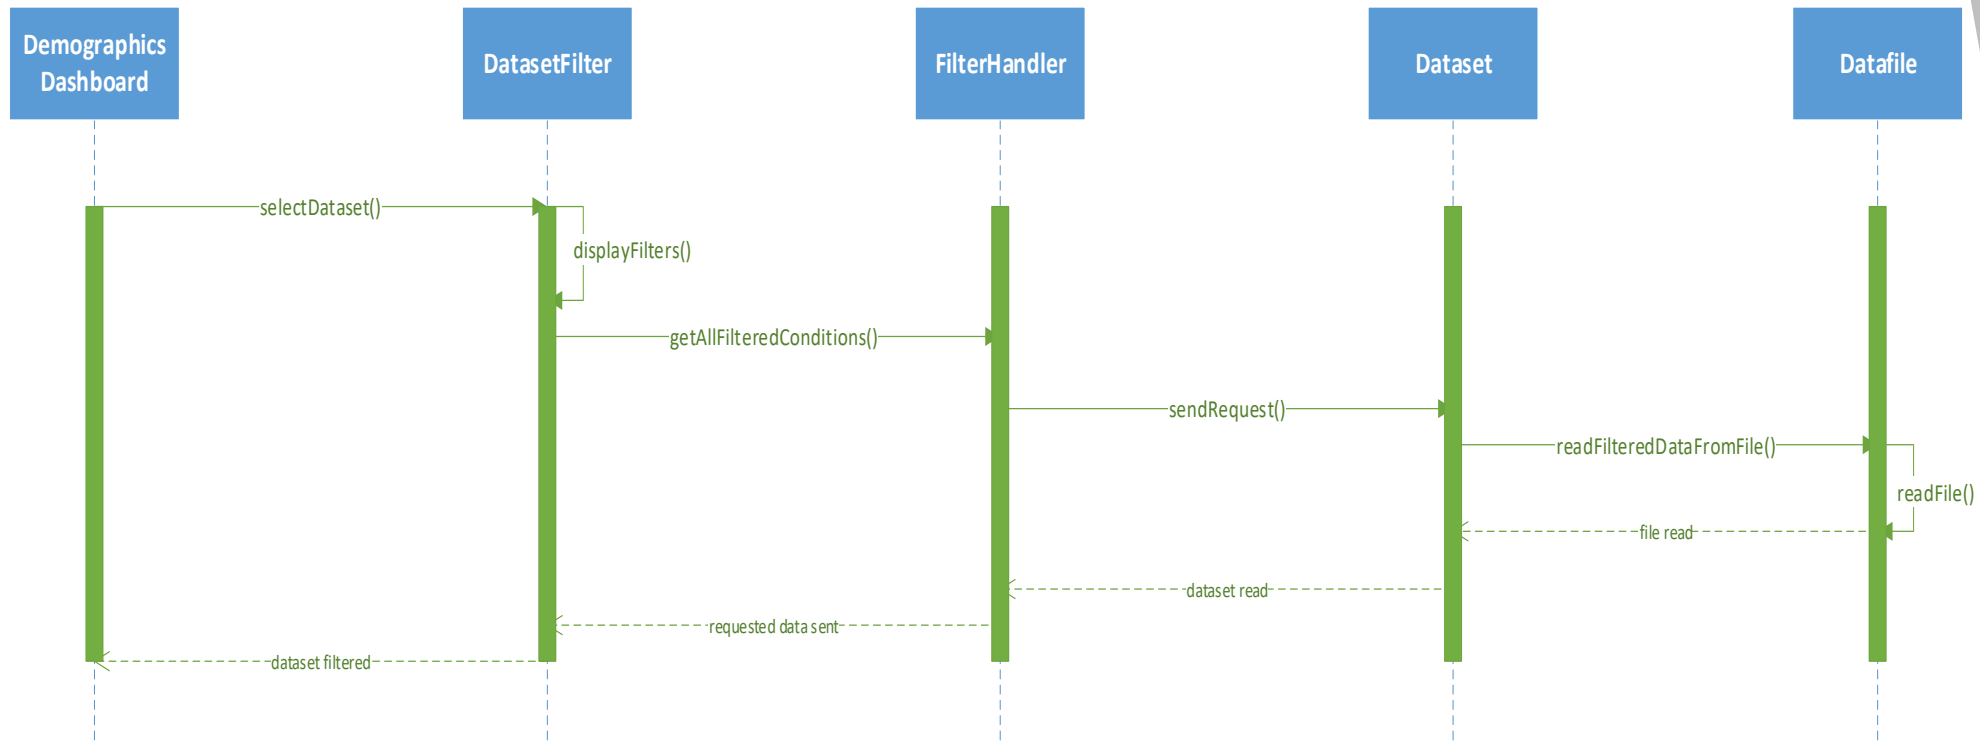 Demographics
Dashboard
DatasetFilter
FilterHandler
Dataset
Datafile
selectDataset()
displayFilters()
getAllFilteredConditions()
sendRequest()
readFilteredDataFromFile()
readFile()
file read
dataset read
requested data sent
dataset filtered